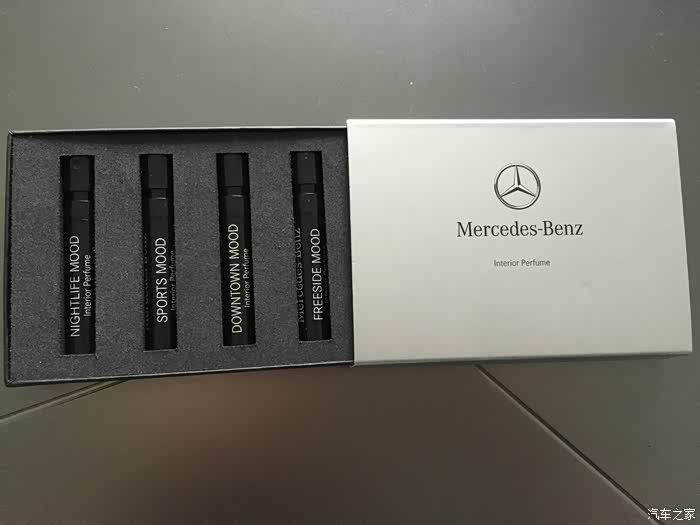 NIGHTLIFE MOOD
Interior Perfume
SPORTS MOOD
Interior Perfume
DOWNTOWN MOOD
Interior Perfume
Mercedes-Benz
FREESIDE MOOD
Mercedes-Benz
Interior Perfume
汽车之家